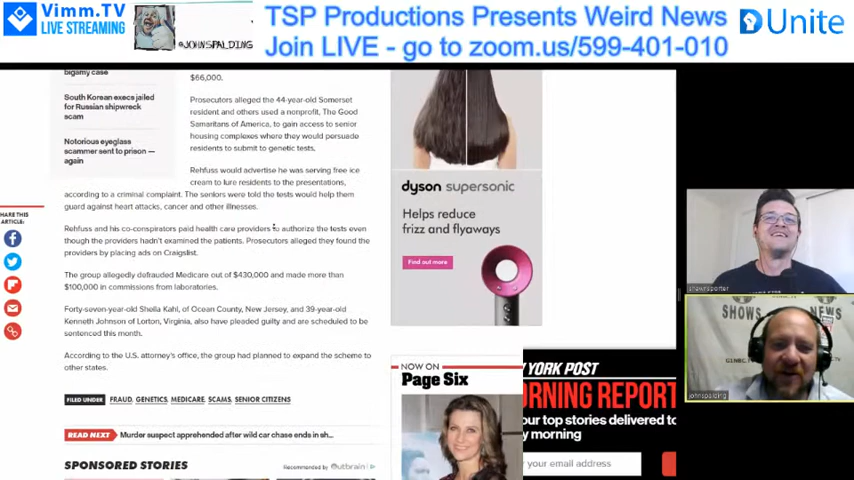 Vimm.TV
LIVE STREAMING
@JOHNSPALDING
TSP Productions Presents Weird News
Join LIVE - go to zoom.us/599-401-010
DUnite
bigamy case
South Korean execs jailed
for Russian shipwreck
scam
Notorious eyeglass
scammer sent to prison —
again
$66,000.
Prosecutors alleged the 44-year-old Somerset
resident and others used a nonprofit, The Good
Samaritans of America, to gain access to senior
housing complexes where they would persuade
residents to submit to genetic tests.
Rehfuss would advertise he was serving free ice
cream to lure residents to the presentations,
according to a criminal complaint. The seniors were told the tests would help them
guard against heart attacks, cancer and other illnesses.
Rehfuss and his co-conspirators paid health care providers to authorize the tests even
though the providers hadn't examined the patients. Prosecutors alleged they found the
providers by placing ads on Craigslist.
The group allegedly defrauded Medicare out of $430,000 and made more than
$100,000 in commissions from laboratories.
Forty-seven-year-old Sheila Kahl, of Ocean County, New Jersey, and 39-year-old
Kenneth Johnson of Lorton, Virginia, also have pleaded guilty and are scheduled to be
sentenced this month.
According to the U.S. attorney's office, the group had planned to expand the scheme to
other states.
FILED UNDER FRAUD, GENETICS, MEDICARE, SCAMS, SENIOR CITIZENS
READ NEXT Murder suspect apprehended after wild car chase ends in sh...
SPONSORED STORIES
Recommended by Outbrain
HARE THIS
ARTICLE:
dyson supersonic
Helps reduce
frizz and flyaways
Find out more
NOW ON
Page Six
YORK POST
ORNING REPORT
our top stories delivered to
y morning
your email address
shawnreporter
SHOWS
johnspalding